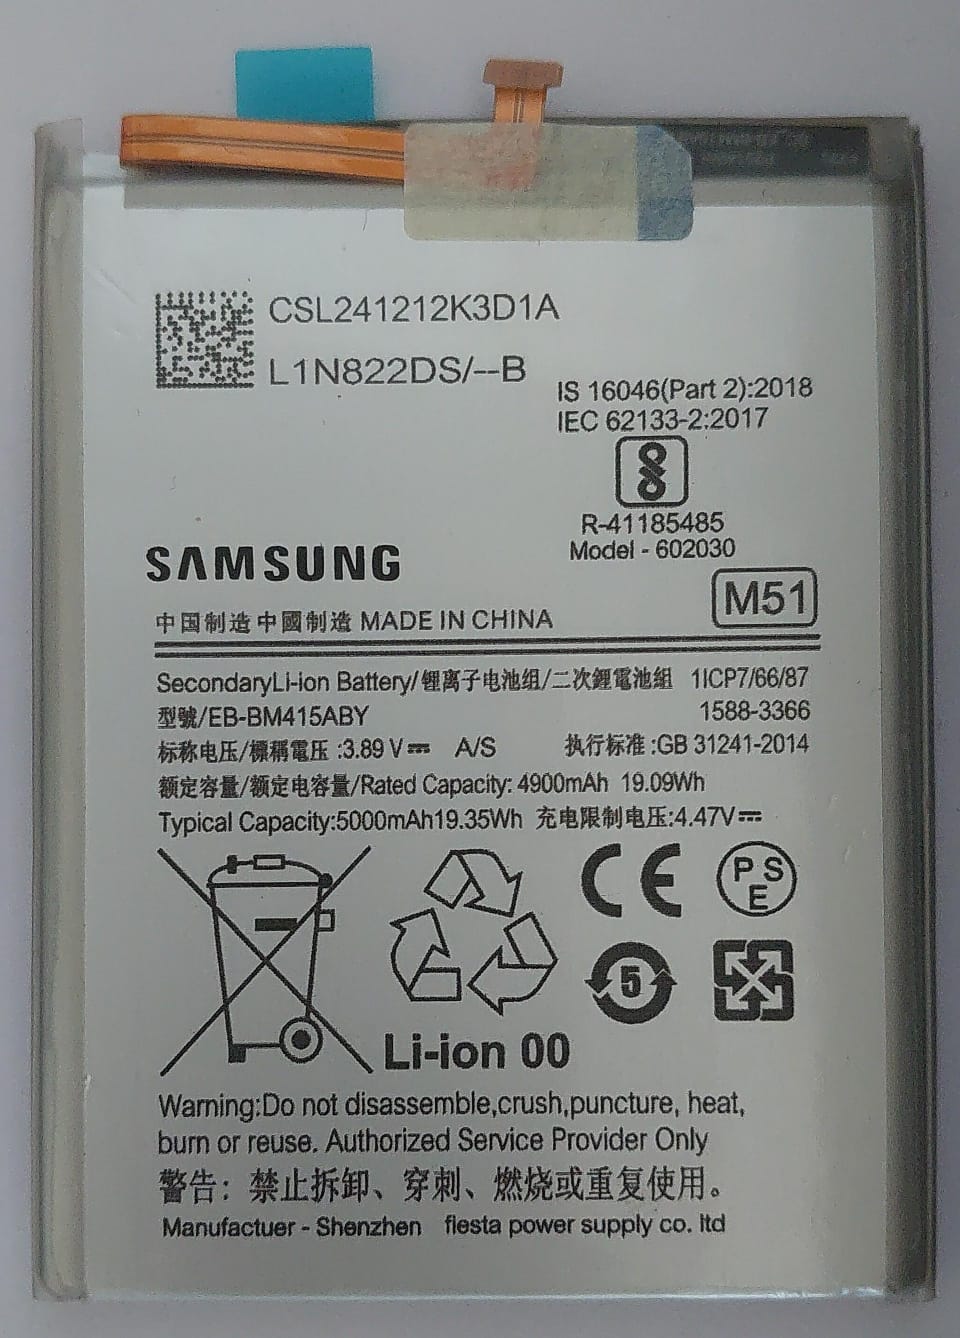 CSL241212K3D1A
L1N822DS/--B
IS 16046(Part 2):2018
IEC 62133-2:2017
R-41185485
Model - 602030
SAMSUNG
M51
中国制造 中國制造 MADE IN CHINA
SecondaryLi-ion Battery/锂离子电池组/二次鋰電池組 1ICP7/66/87
型號/EB-BM415ABY 1588-3366
标称电压/標稱電壓 :3.89 V⎓ A/S 执行标准 :GB 31241-2014
额定容量/额定电容量/Rated Capacity: 4900mAh 19.09Wh
Typical Capacity:5000mAh19.35Wh 充电限制电压:4.47V⎓
CE
PSE
5
Li-ion 00
Warning:Do not disassemble,crush,puncture, heat,
burn or reuse. Authorized Service Provider Only
警告：禁止拆卸、穿刺、燃烧或重复使用。
Manufactuer - Shenzhen fiesta power supply co. ltd